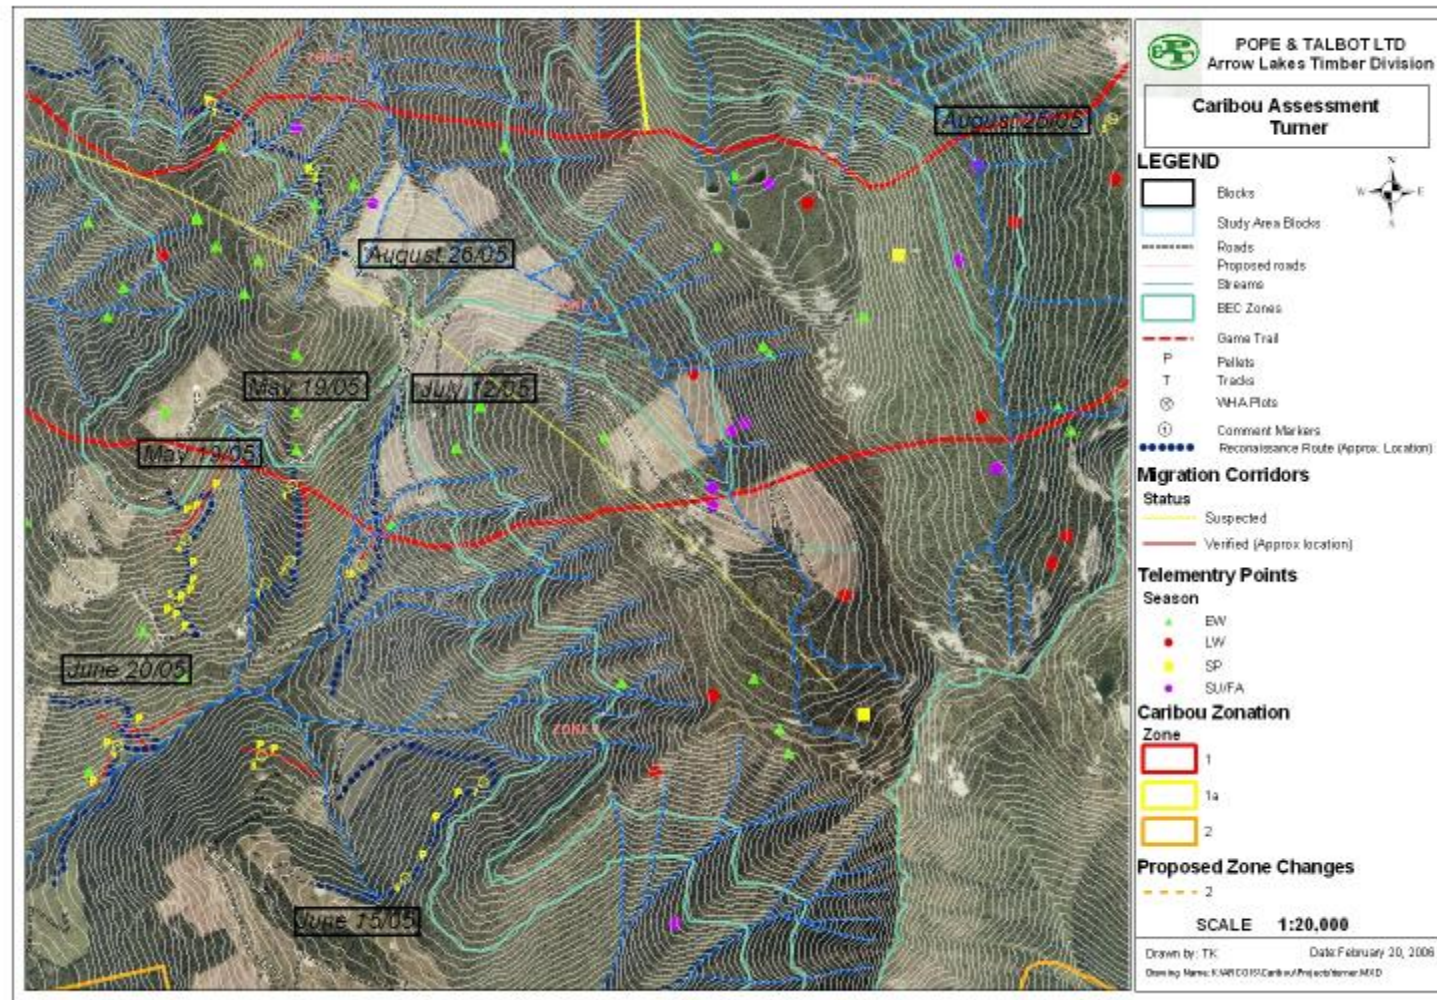 POPE & TALBOT LTD
Arrow Lakes Timber Division
Caribou Assessment
Turner
LEGEND
N
W
E
S
Blocks
Study Area Blocks
Roads
Proposed roads
Streams
BEC Zones
Game Trail
P
Pellets
T
Tracks
WHA Plots
Comment Markers
Reconaissance Route (Approx. Location)
Migration Corridors
Status
Suspected
Verified (Approx location)
Telementry Points
Season
EW
LW
SP
SU/FA
Caribou Zonation
Zone
1
1a
2
Proposed Zone Changes
2
SCALE 1:20,000
Drawn by: TK
Date: February 20, 2006
August 25/05
August 26/05
May 19/05
July 12/05
May 19/05
June 20/05
June 15/05